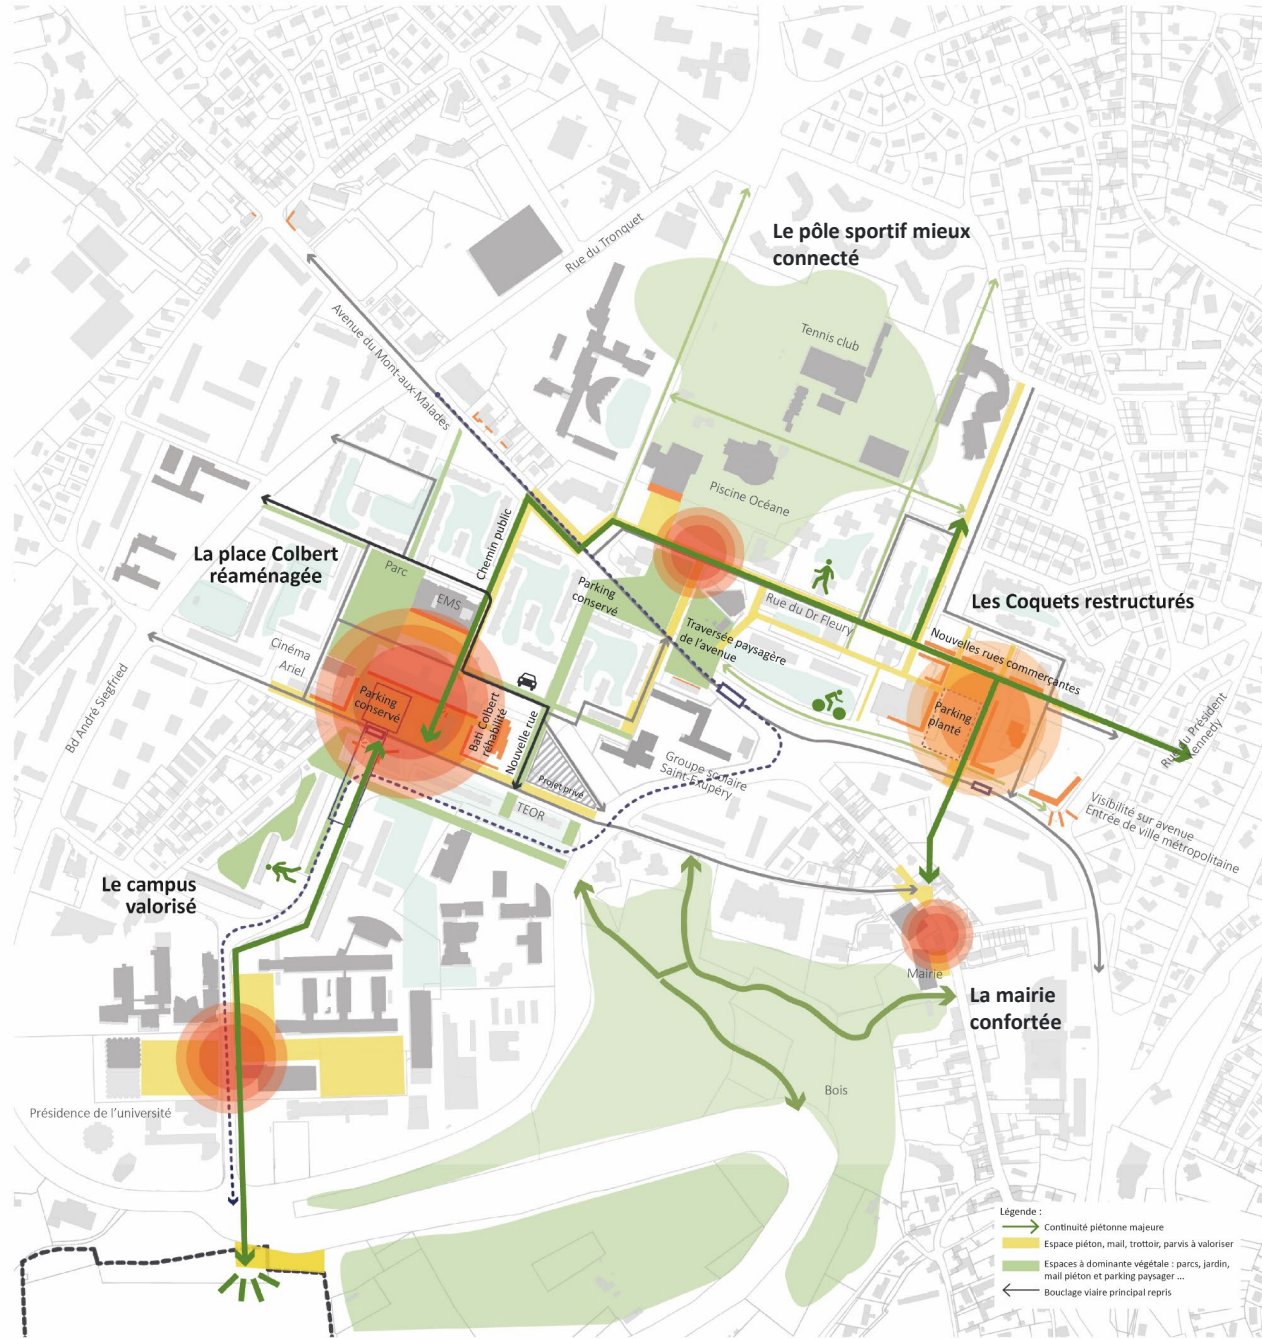 Le pôle sportif mieux
connecté
Rue du Tronquet
Tennis club
Avenue du Mont-aux-Malades
Piscine Océane
Chemin public
La place Colbert
réaménagée
Parc
EMS
Parking
conservé
Rue du Dr Fleury
Les Coquets restructurés
Traversée paysagère
de l'avenue
Nouvelles rues commerçantes
Cinéma
Ariel
Parking
conservé
Bati Colbert
réhabilité
Nouvelle rue
Parking
planté
Bd André Siegfried
Rue du Président
Kennedy
Groupe scolaire
Saint-Exupéry
Projet privé
TEOR
Visibilité sur avenue
Entrée de ville métropolitaine
Le campus
valorisé
Mairie
La mairie
confortée
Bois
Présidence de l'université
Légende :
Continuité piétonne majeure
Espace piéton, mail, trottoir, parvis à valoriser
Espaces à dominante végétale : parcs, jardin,
mail piéton et parking paysager ...
Bouclage viaire principal repris